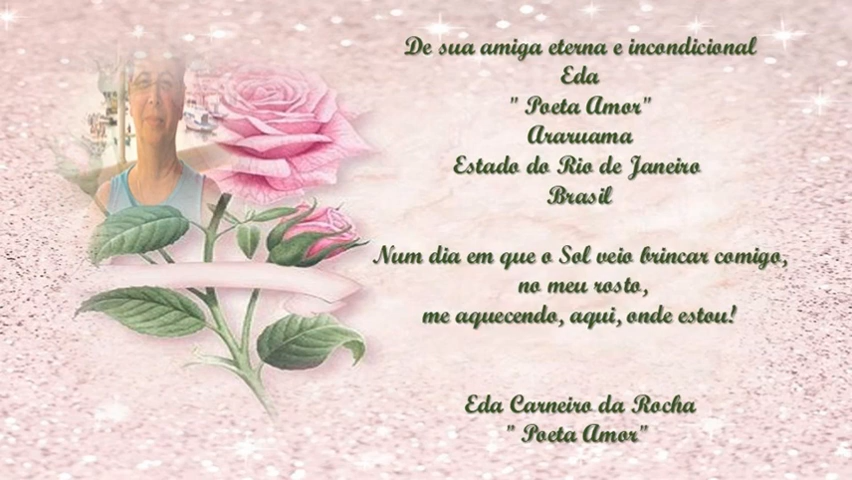 De sua amiga eterna e incondicional
Eda
" Poeta Amor"
Araruama
Estado do Rio de Janeiro
Brasil
Num dia em que o Sol veio brincar comigo,
no meu rosto,
me aquecendo, aqui, onde estou!
Eda Carneiro da Rocha
" Poeta Amor"